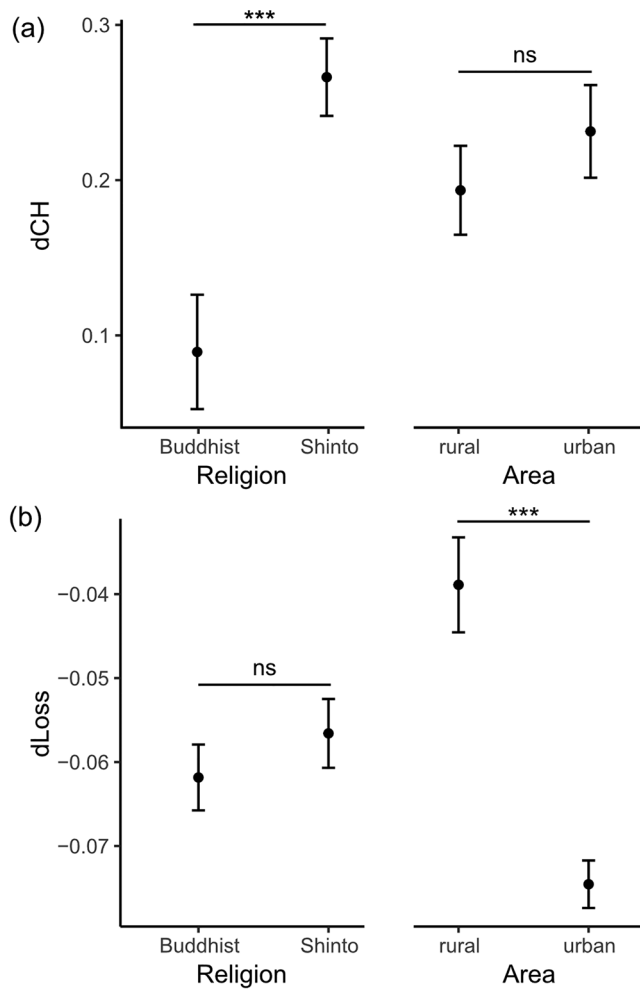 (a)
***
ns
0.3
0.2
0.1
dCH
Buddhist Shinto rural urban
Religion Area
(b)
***
ns
−0.04
−0.05
−0.06
−0.07
dLoss
Buddhist Shinto rural urban
Religion Area